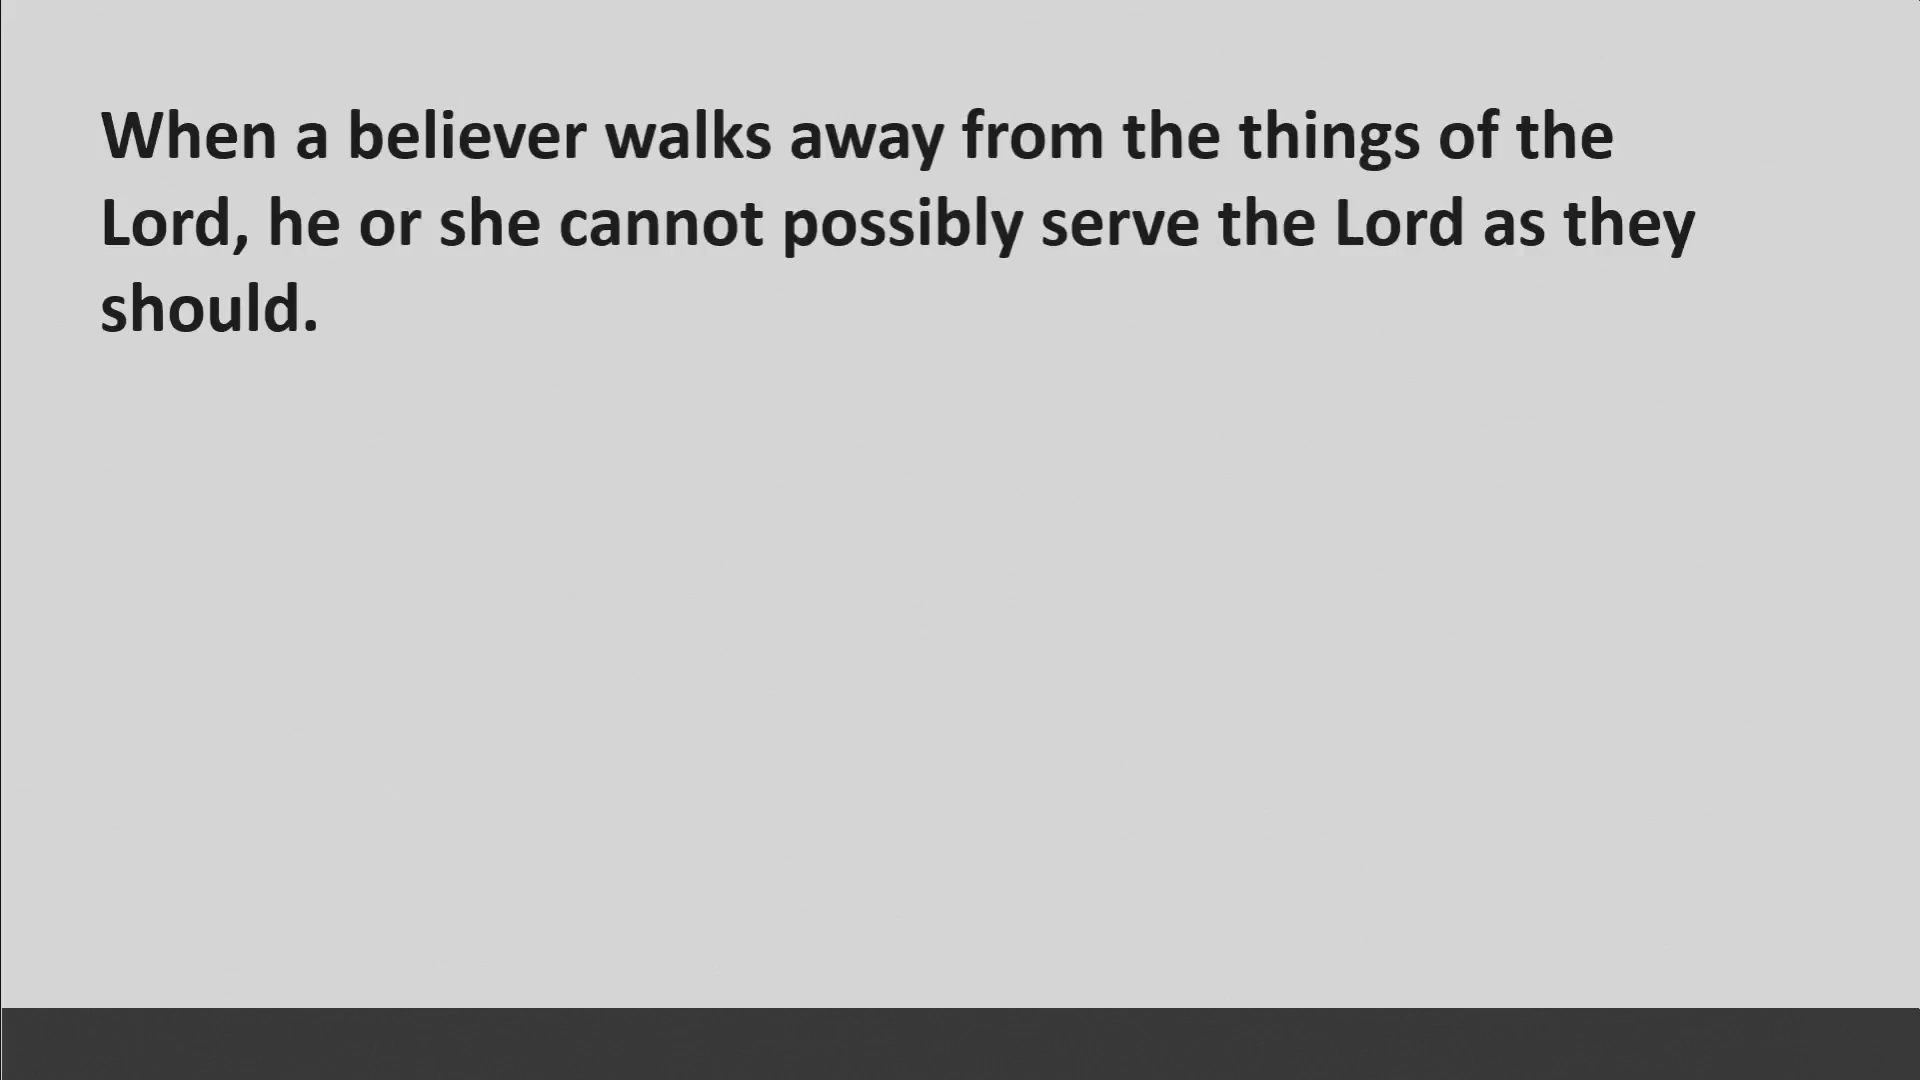 When a believer walks away from the things of the
Lord, he or she cannot possibly serve the Lord as they
should.